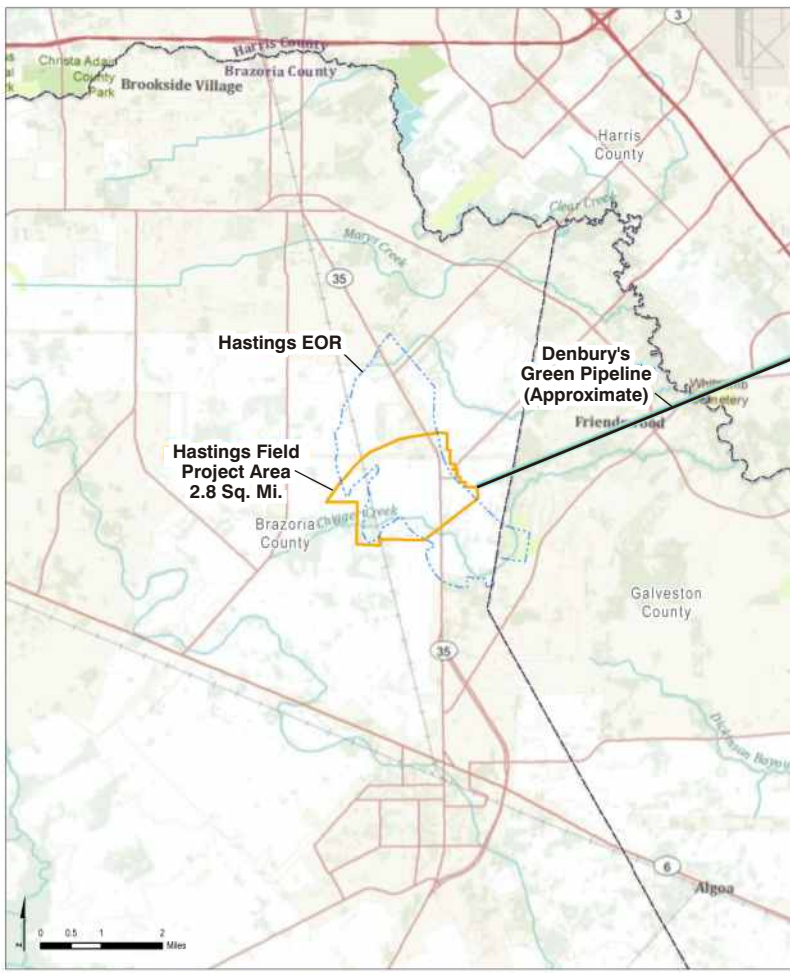 3
Harris County
Christa Adair
County
Park
Brazoria County
Brookside Village
Harris
County
Clear Creek
Marys Creek
35
Hastings EOR
Denbury's
Green Pipeline
(Approximate)
Cemetery
Friendswood
Hastings Field
Project Area
2.8 Sq. Mi.
Chigger Creek
Brazoria
County
Galveston
County
35
Dickinson Bayou
6
Algoa
0 0.5 1 2
Miles